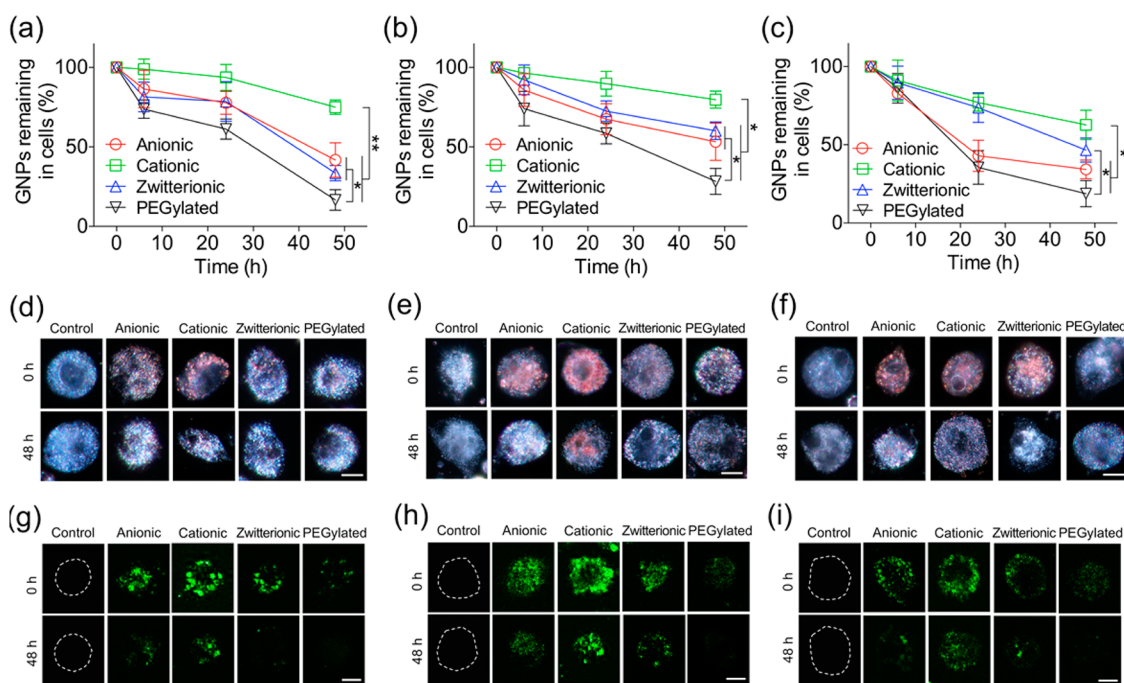 (a)
(b)
(c)
GNPs remaining
in cells (%)
100
50
0
Anionic
Cationic
Zwitterionic
PEGylated
**
*
0 10 20 30 40 50
Time (h)
GNPs remaining
in cells (%)
100
50
0
Anionic
Cationic
Zwitterionic
PEGylated
*
*
0 10 20 30 40 50
Time (h)
GNPs remaining
in cells (%)
100
50
0
Anionic
Cationic
Zwitterionic
PEGylated
*
*
0 10 20 30 40 50
Time (h)
(d)
Control Anionic Cationic Zwitterionic PEGylated
0 h
48 h
(e)
Control Anionic Cationic Zwitterionic PEGylated
0 h
48 h
(f)
Control Anionic Cationic Zwitterionic PEGylated
0 h
48 h
(g)
Control Anionic Cationic Zwitterionic PEGylated
0 h
48 h
(h)
Control Anionic Cationic Zwitterionic PEGylated
0 h
48 h
(i)
Control Anionic Cationic Zwitterionic PEGylated
0 h
48 h